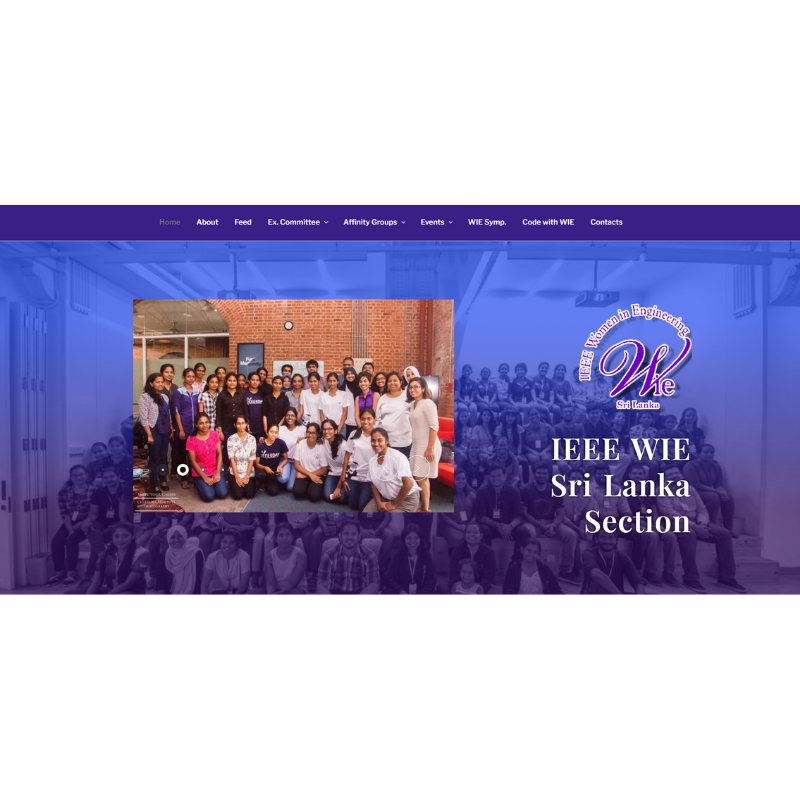 Home About Feed Ex. Committee Affinity Groups Events WIE Symp. Code with WIE Contacts
IEEE Women in Engineering
Wie
Sri Lanka
IEEE WIE
Sri Lanka
Section